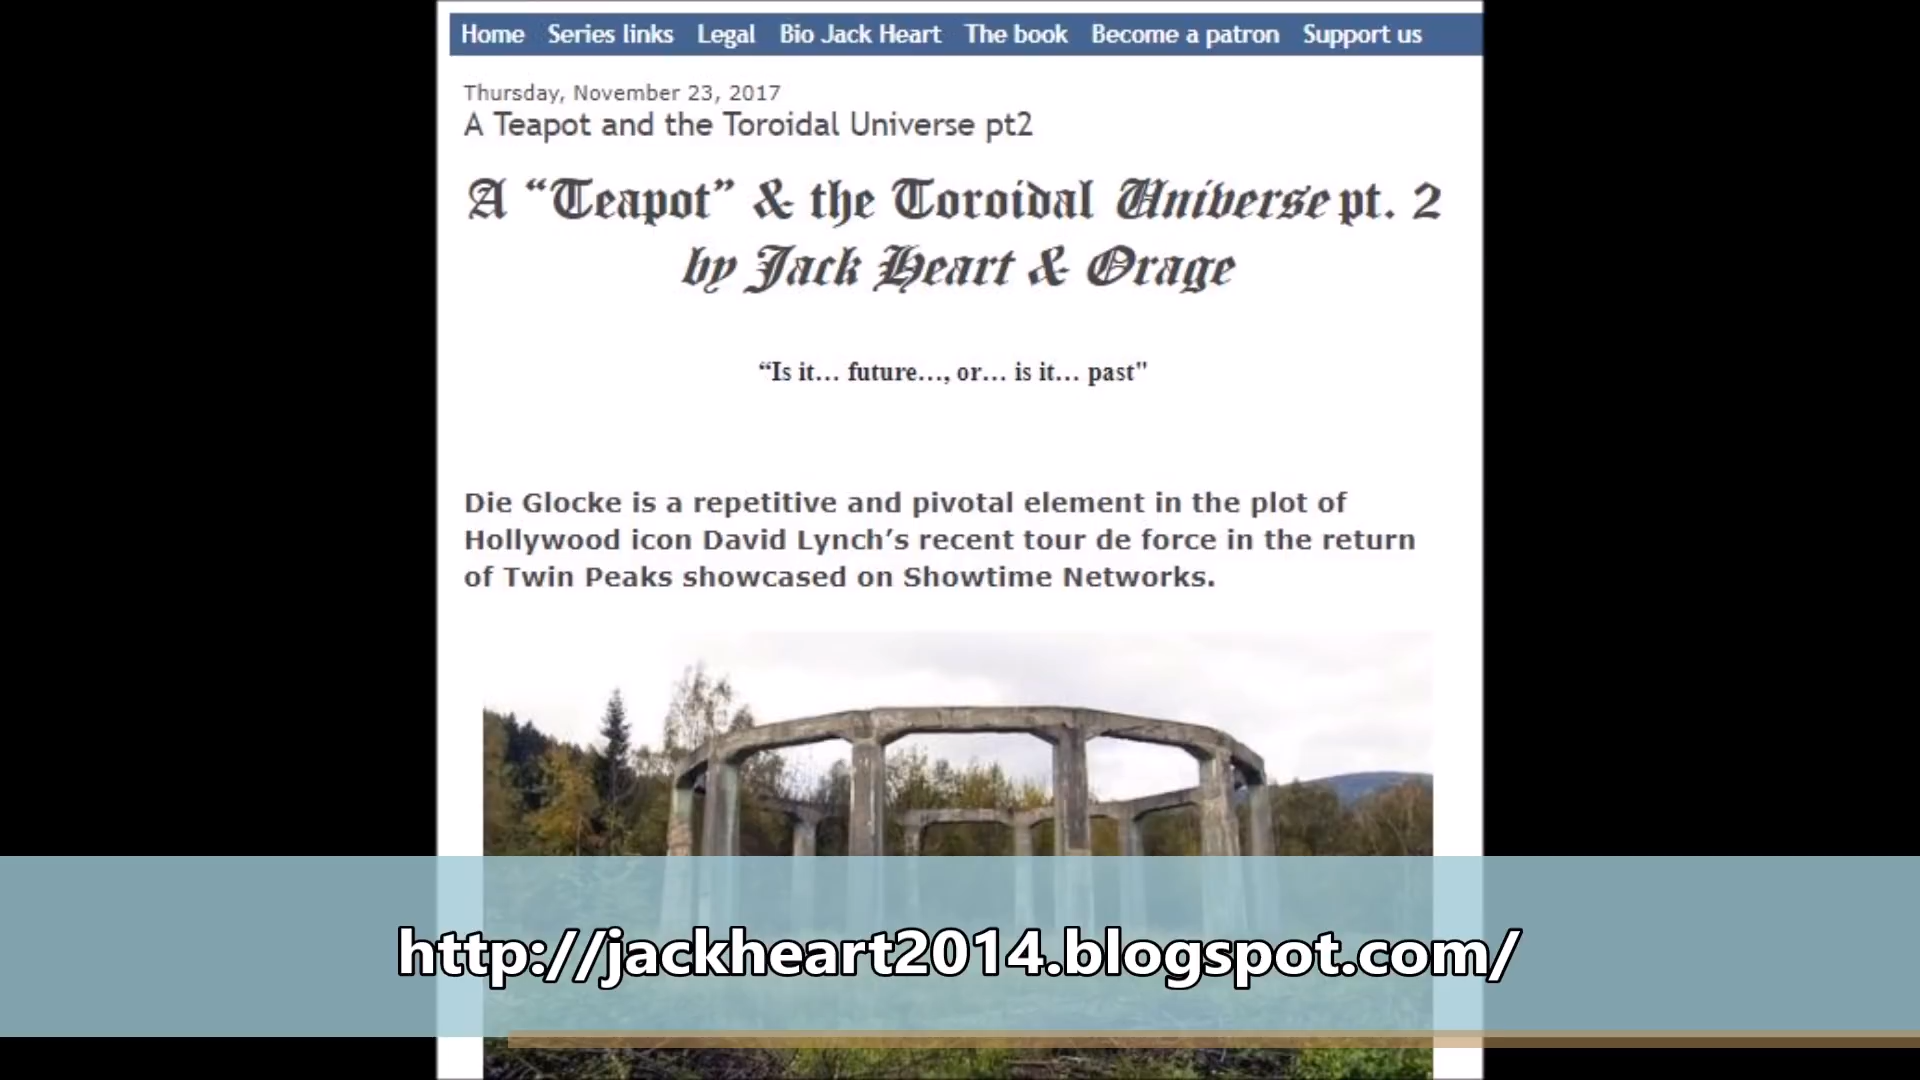 Home Series links Legal Bio Jack Heart The book Become a patron Support us
Thursday, November 23, 2017
A Teapot and the Toroidal Universe pt2
A “Teapot” & the Toroidal Universe pt. 2
by Jack Heart & Orage
“Is it… future…, or… is it… past"
Die Glocke is a repetitive and pivotal element in the plot of
Hollywood icon David Lynch’s recent tour de force in the return
of Twin Peaks showcased on Showtime Networks.
http://jackheart2014.blogspot.com/